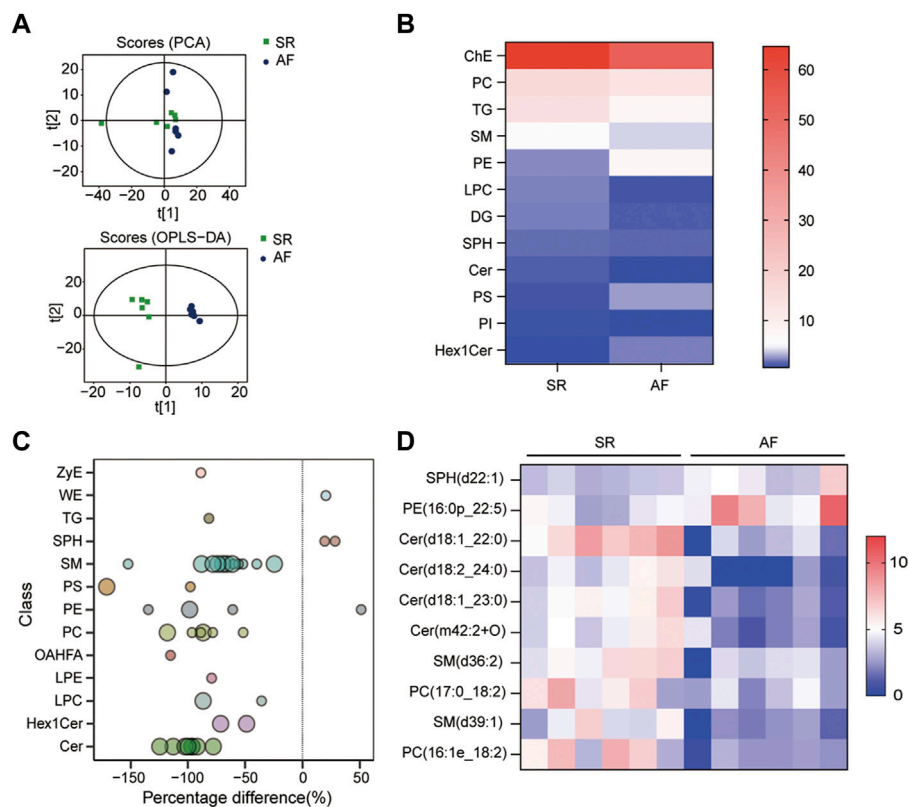 A
Scores (PCA)
SR
AF
t[2]
20
10
0
−10
−20
−40
−20
0
20
40
t[1]
Scores (OPLS−DA)
SR
AF
t[2]
20
0
−20
−20
−10
0
10
20
t[1]
B
ChE
PC
TG
SM
PE
LPC
DG
SPH
Cer
PS
PI
Hex1Cer
SR
AF
60
50
40
30
20
10
C
Class
ZyE
WE
TG
SPH
SM
PS
PE
PC
OAHFA
LPE
LPC
Hex1Cer
Cer
−150
−100
−50
0
50
Percentage difference(%)
D
SR
AF
SPH(d22:1)
PE(16:0p_22:5)
Cer(d18:1_22:0)
Cer(d18:2_24:0)
Cer(d18:1_23:0)
Cer(m42:2+O)
SM(d36:2)
PC(17:0_18:2)
SM(d39:1)
PC(16:1e_18:2)
10
5
0